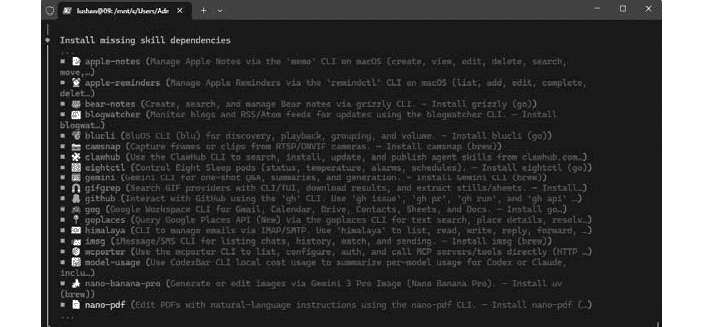 kushan@09: /mnt/c/Users/Adm
Install missing skill dependencies
...
apple-notes (Manage Apple Notes via the 'memo' CLI on macOS (create, view, edit, delete, search,
move,…)
apple-reminders (Manage Apple Reminders via the 'remindctl' CLI on macOS (list, add, edit, complete,
delet…)
bear-notes (Create, search, and manage Bear notes via grizzly CLI. — Install grizzly (go))
blogwatcher (Monitor blogs and RSS/Atom feeds for updates using the blogwatcher CLI. — Install
blogwat…)
blucli (BluOS CLI (blu) for discovery, playback, grouping, and volume. — Install blucli (go))
camsnap (Capture frames or clips from RTSP/ONVIF cameras. — Install camsnap (brew))
clawhub (Use the ClawHub CLI to search, install, update, and publish agent skills from clawhub.com…)
eightctl (Control Eight Sleep pods (status, temperature, alarms, schedules). — Install eightctl (go))
gemini (Gemini CLI for one-shot Q&A, summaries, and generation. — Install Gemini CLI (brew))
gifgrep (Search GIF providers with CLI/TUI, download results, and extract stills/sheets. — Install…)
github (Interact with GitHub using the 'gh' CLI. Use 'gh issue', 'gh pr', 'gh run', and 'gh api' …)
gog (Google Workspace CLI for Gmail, Calendar, Drive, Contacts, Sheets, and Docs. — Install go…)
goplaces (Query Google Places API (New) via the goplaces CLI for text search, place details, resolv…)
himalaya (CLI to manage emails via IMAP/SMTP. Use 'himalaya' to list, read, write, reply, forward, …)
imsg (iMessage/SMS CLI for listing chats, history, watch, and sending. — Install imsg (brew))
mcporter (Use the mcporter CLI to list, configure, auth, and call MCP servers/tools directly (HTTP …)
model-usage (Use CodexBar CLI local cost usage to summarize per-model usage for Codex or Claude,
inclu…)
nano-banana-pro (Generate or edit images via Gemini 3 Pro Image (Nano Banana Pro). — Install uv
(brew))
nano-pdf (Edit PDFs with natural-language instructions using the nano-pdf CLI. — Install nano-pdf (…)
...